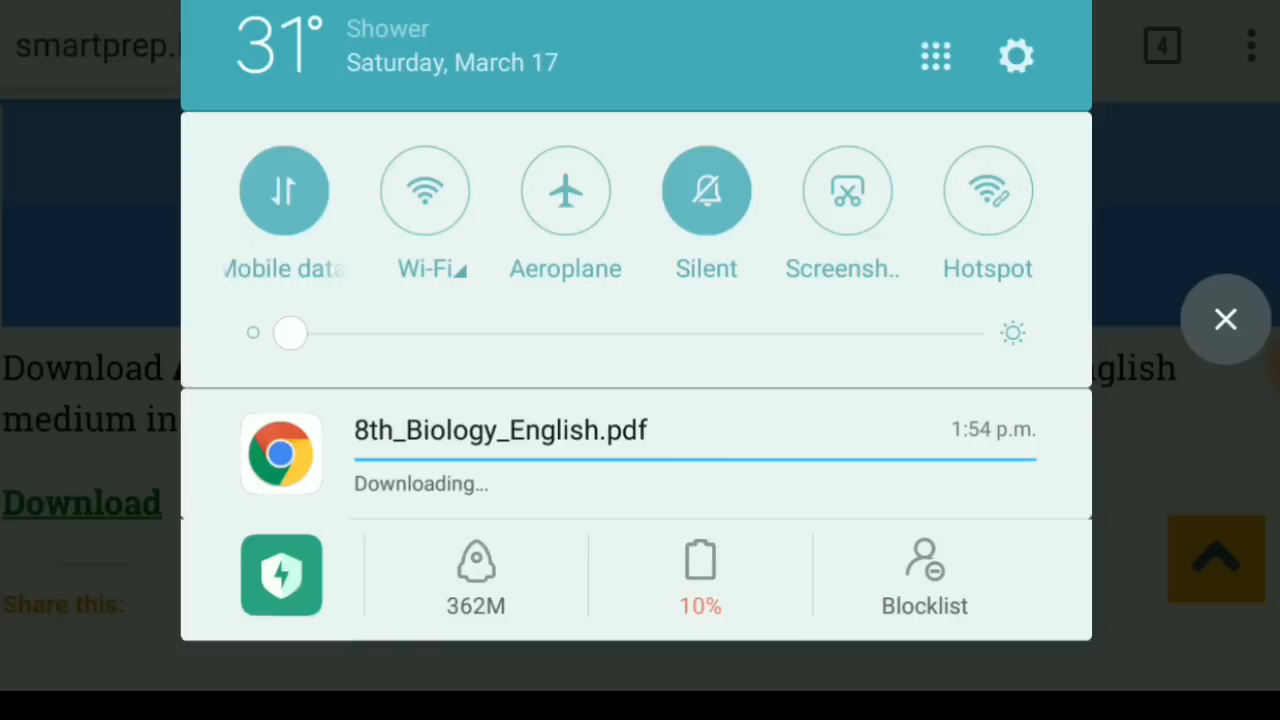 31°
Shower
Saturday, March 17
smartprep.
4
Mobile data
Wi-Fi
Aeroplane
Silent
Screensh..
Hotspot
Download
glish
medium in
8th_Biology_English.pdf
1:54 p.m.
Downloading...
Download
362M
10%
Blocklist
Share this: